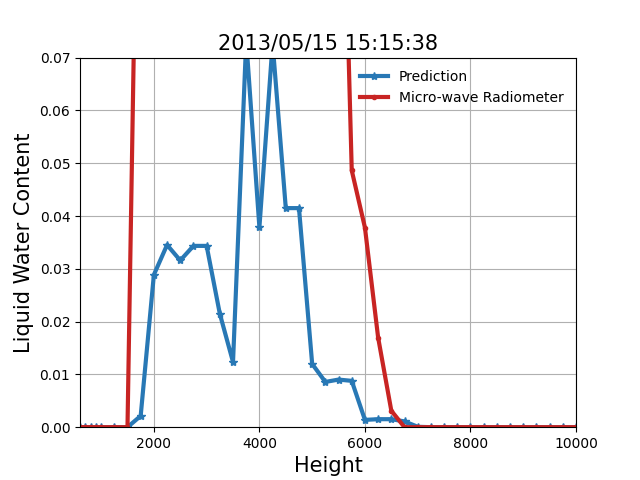 2013/05/15 15:15:38
0.07
0.06
0.05
0.04
0.03
0.02
0.01
0.00
Liquid Water Content
Prediction
Micro-wave Radiometer
2000 4000 6000 8000 10000
Height